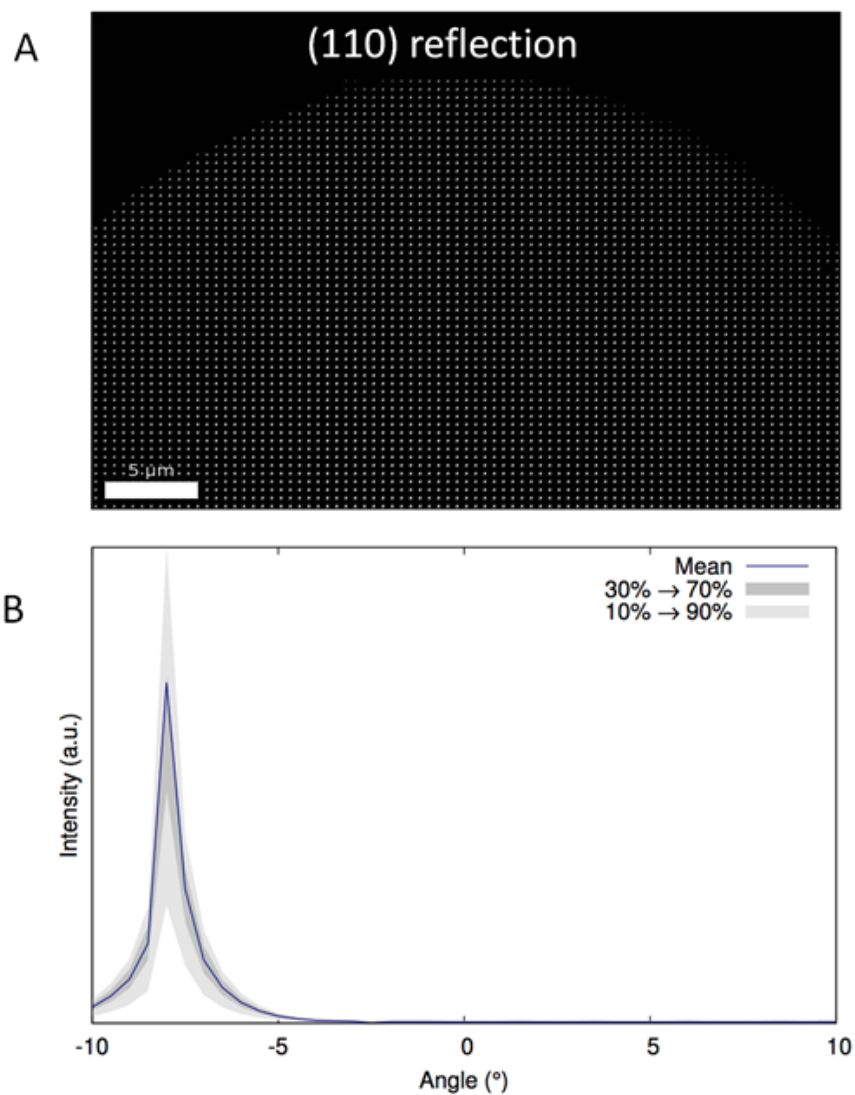 A
(110) reflection
5 µm
B
Mean
30% → 70%
10% → 90%
Intensity (a.u.)
-10 -5 0 5 10
Angle (°)